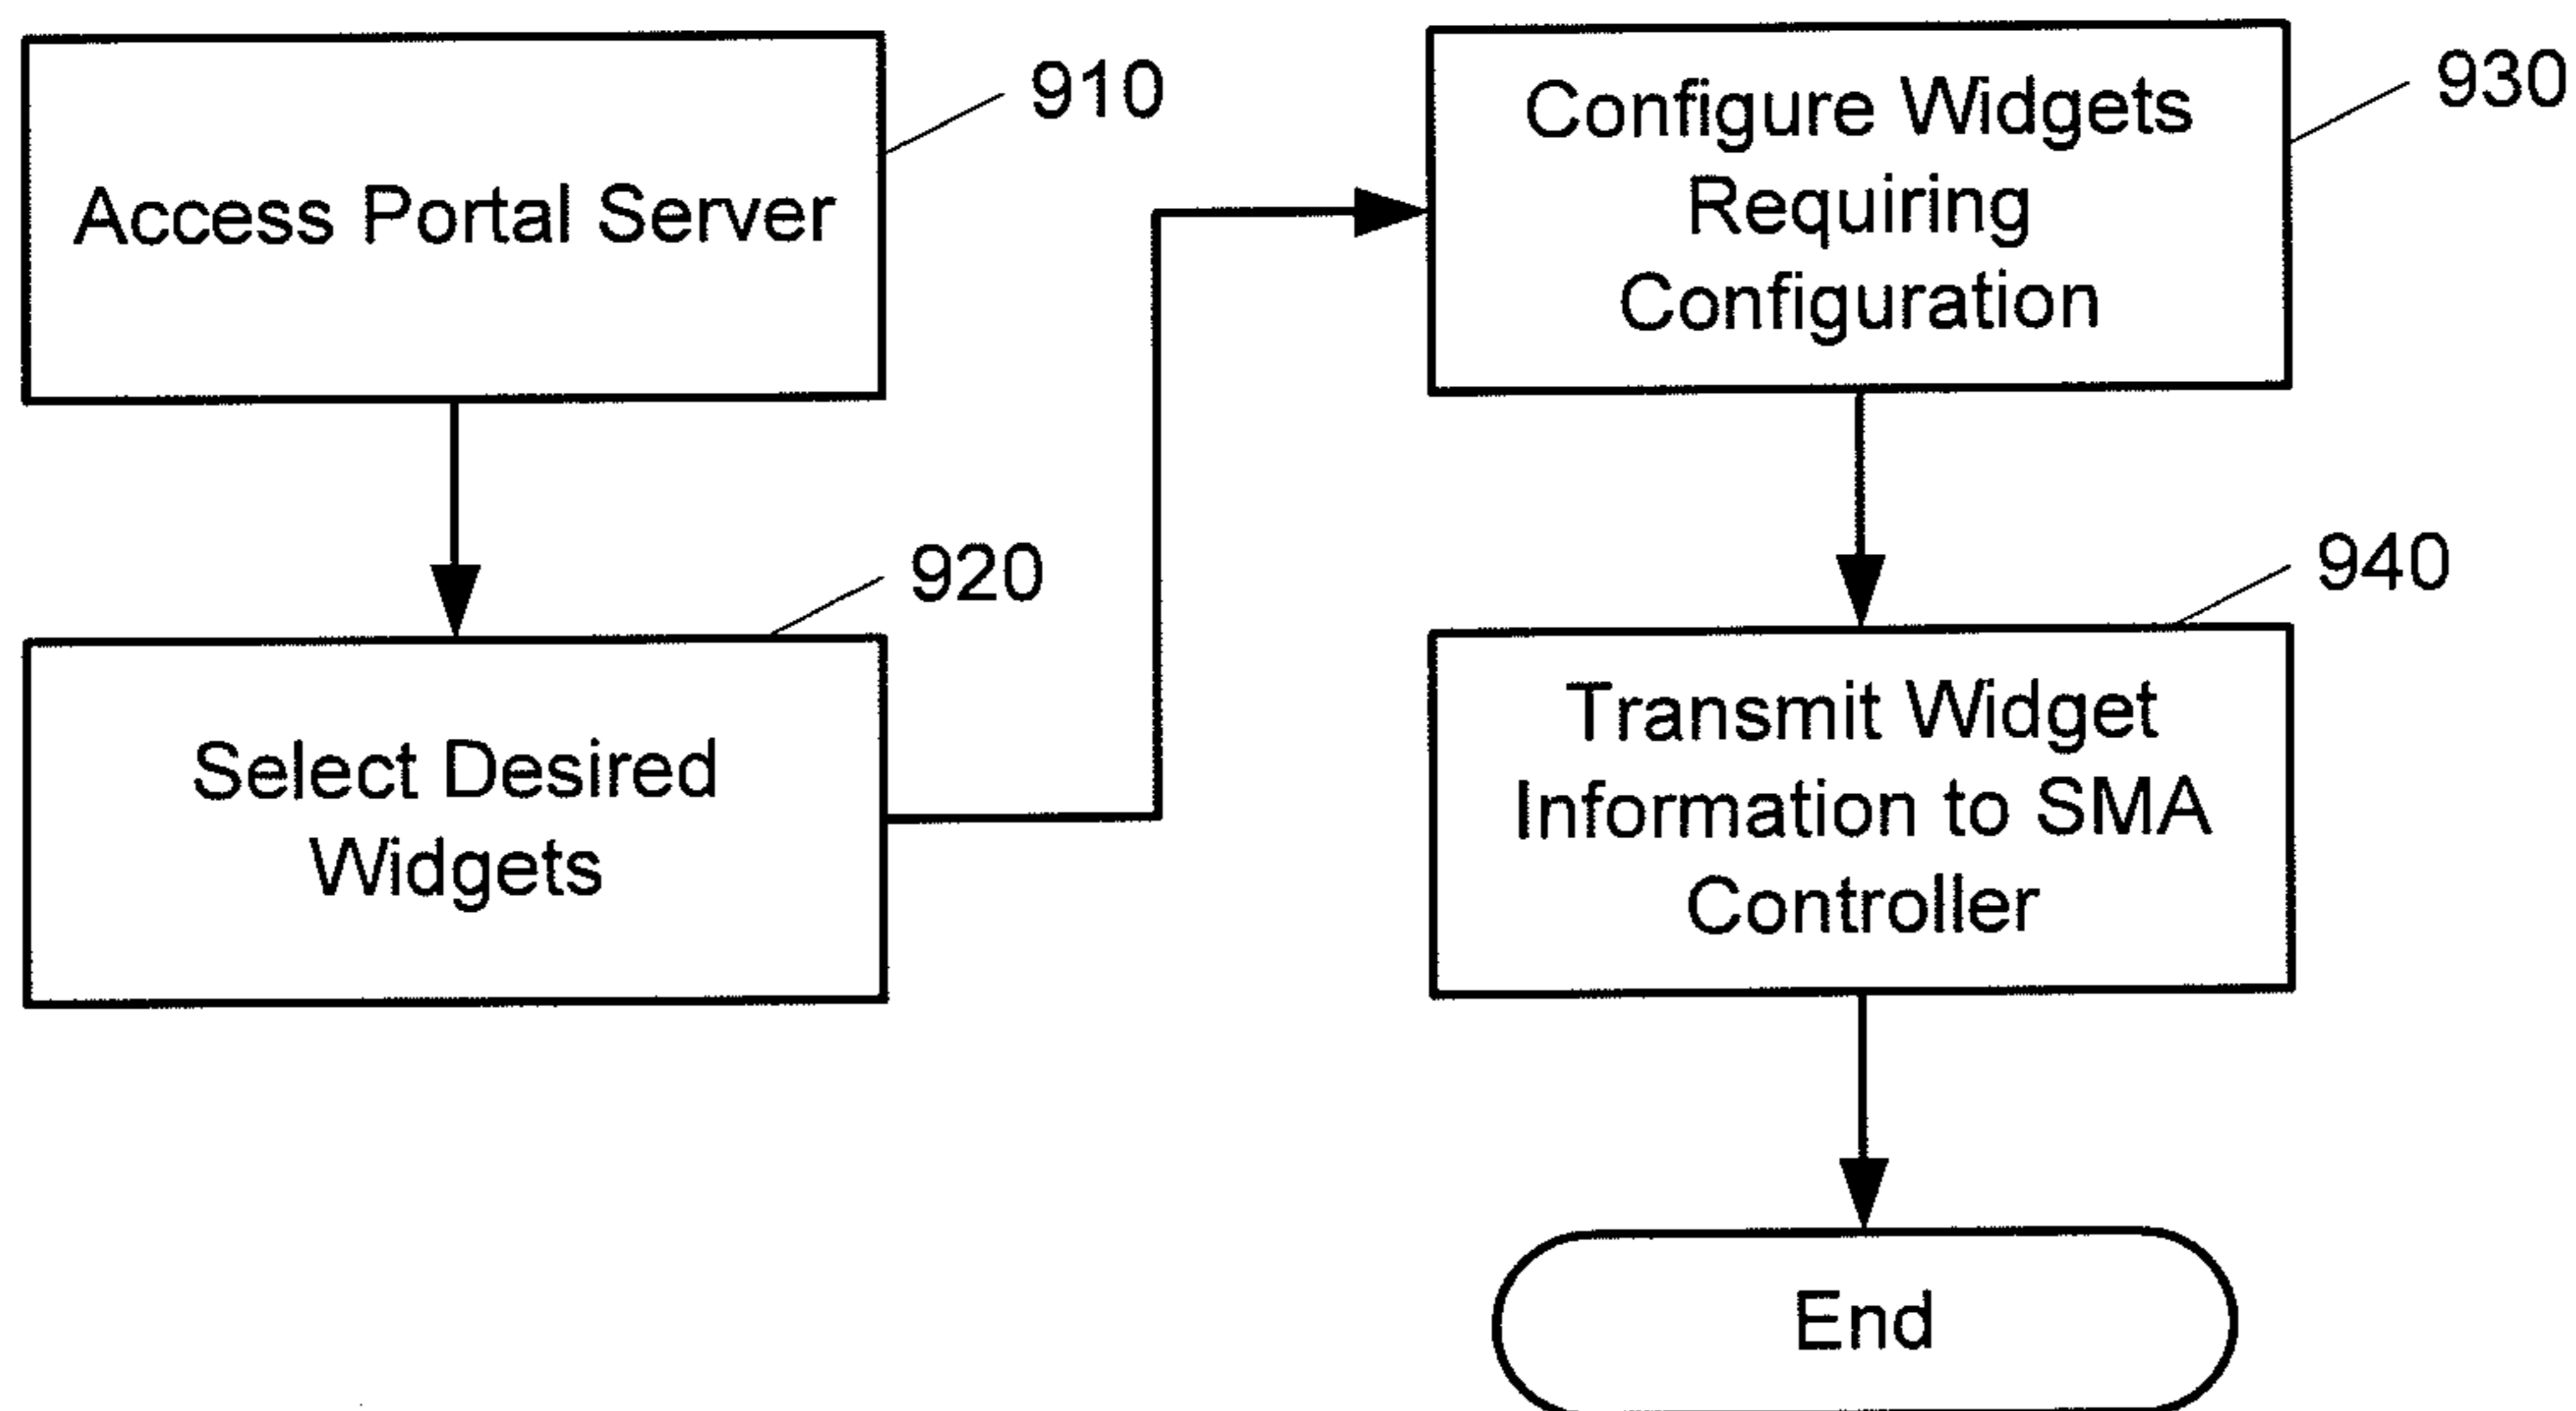 910
Access Portal Server
920
Select Desired
Widgets
930
Configure Widgets
Requiring
Configuration
940
Transmit Widget
Information to SMA
Controller
End